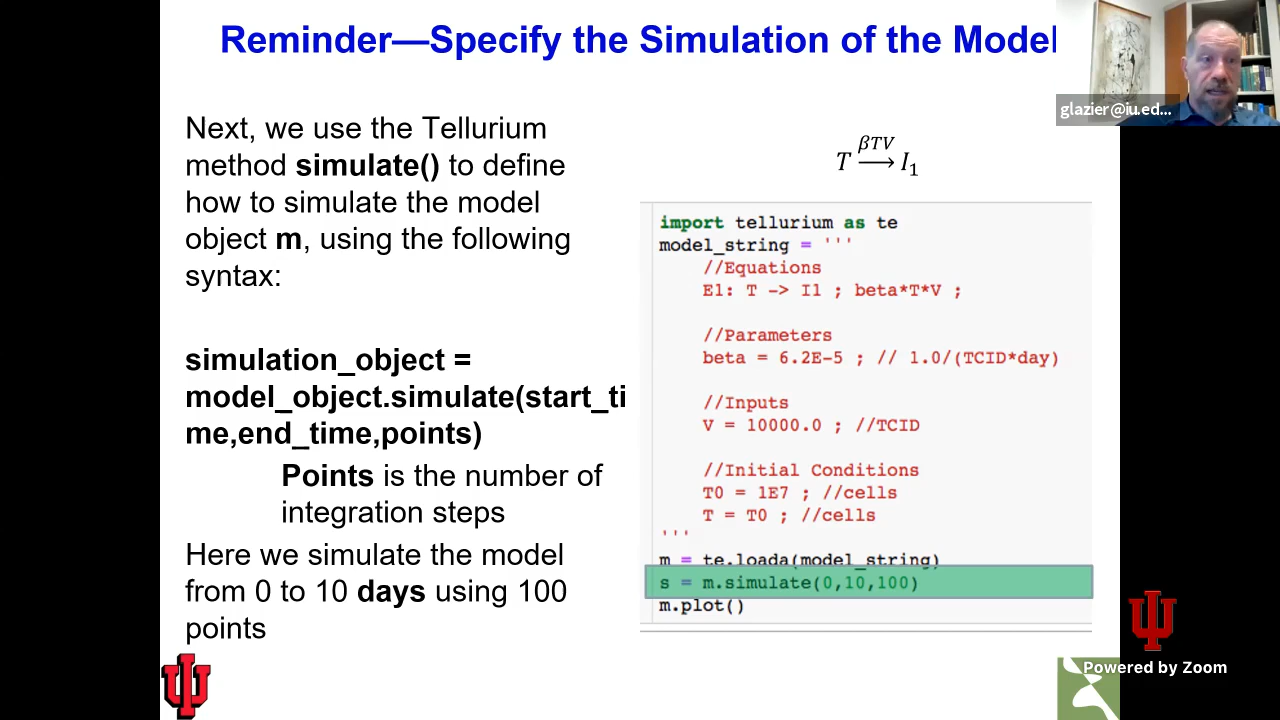 Reminder—Specify the Simulation of the Model
glazier@iu.ed...
Next, we use the Tellurium
method simulate() to define
how to simulate the model
object m, using the following
syntax:
simulation_object =
model_object.simulate(start_ti
me,end_time,points)
Points is the number of
integration steps
Here we simulate the model
from 0 to 10 days using 100
points
βTV
T → I₁
import tellurium as te
model_string = '''
//Equations
E1: T -> I1 ; beta*T*V ;
//Parameters
beta = 6.2E-5 ; // 1.0/(TCID*day)
//Inputs
V = 10000.0 ; //TCID
//Initial Conditions
T0 = 1E7 ; //cells
T = T0 ; //cells
'''
m = te.loada(model_string)
s = m.simulate(0,10,100)
m.plot()
Powered by Zoom